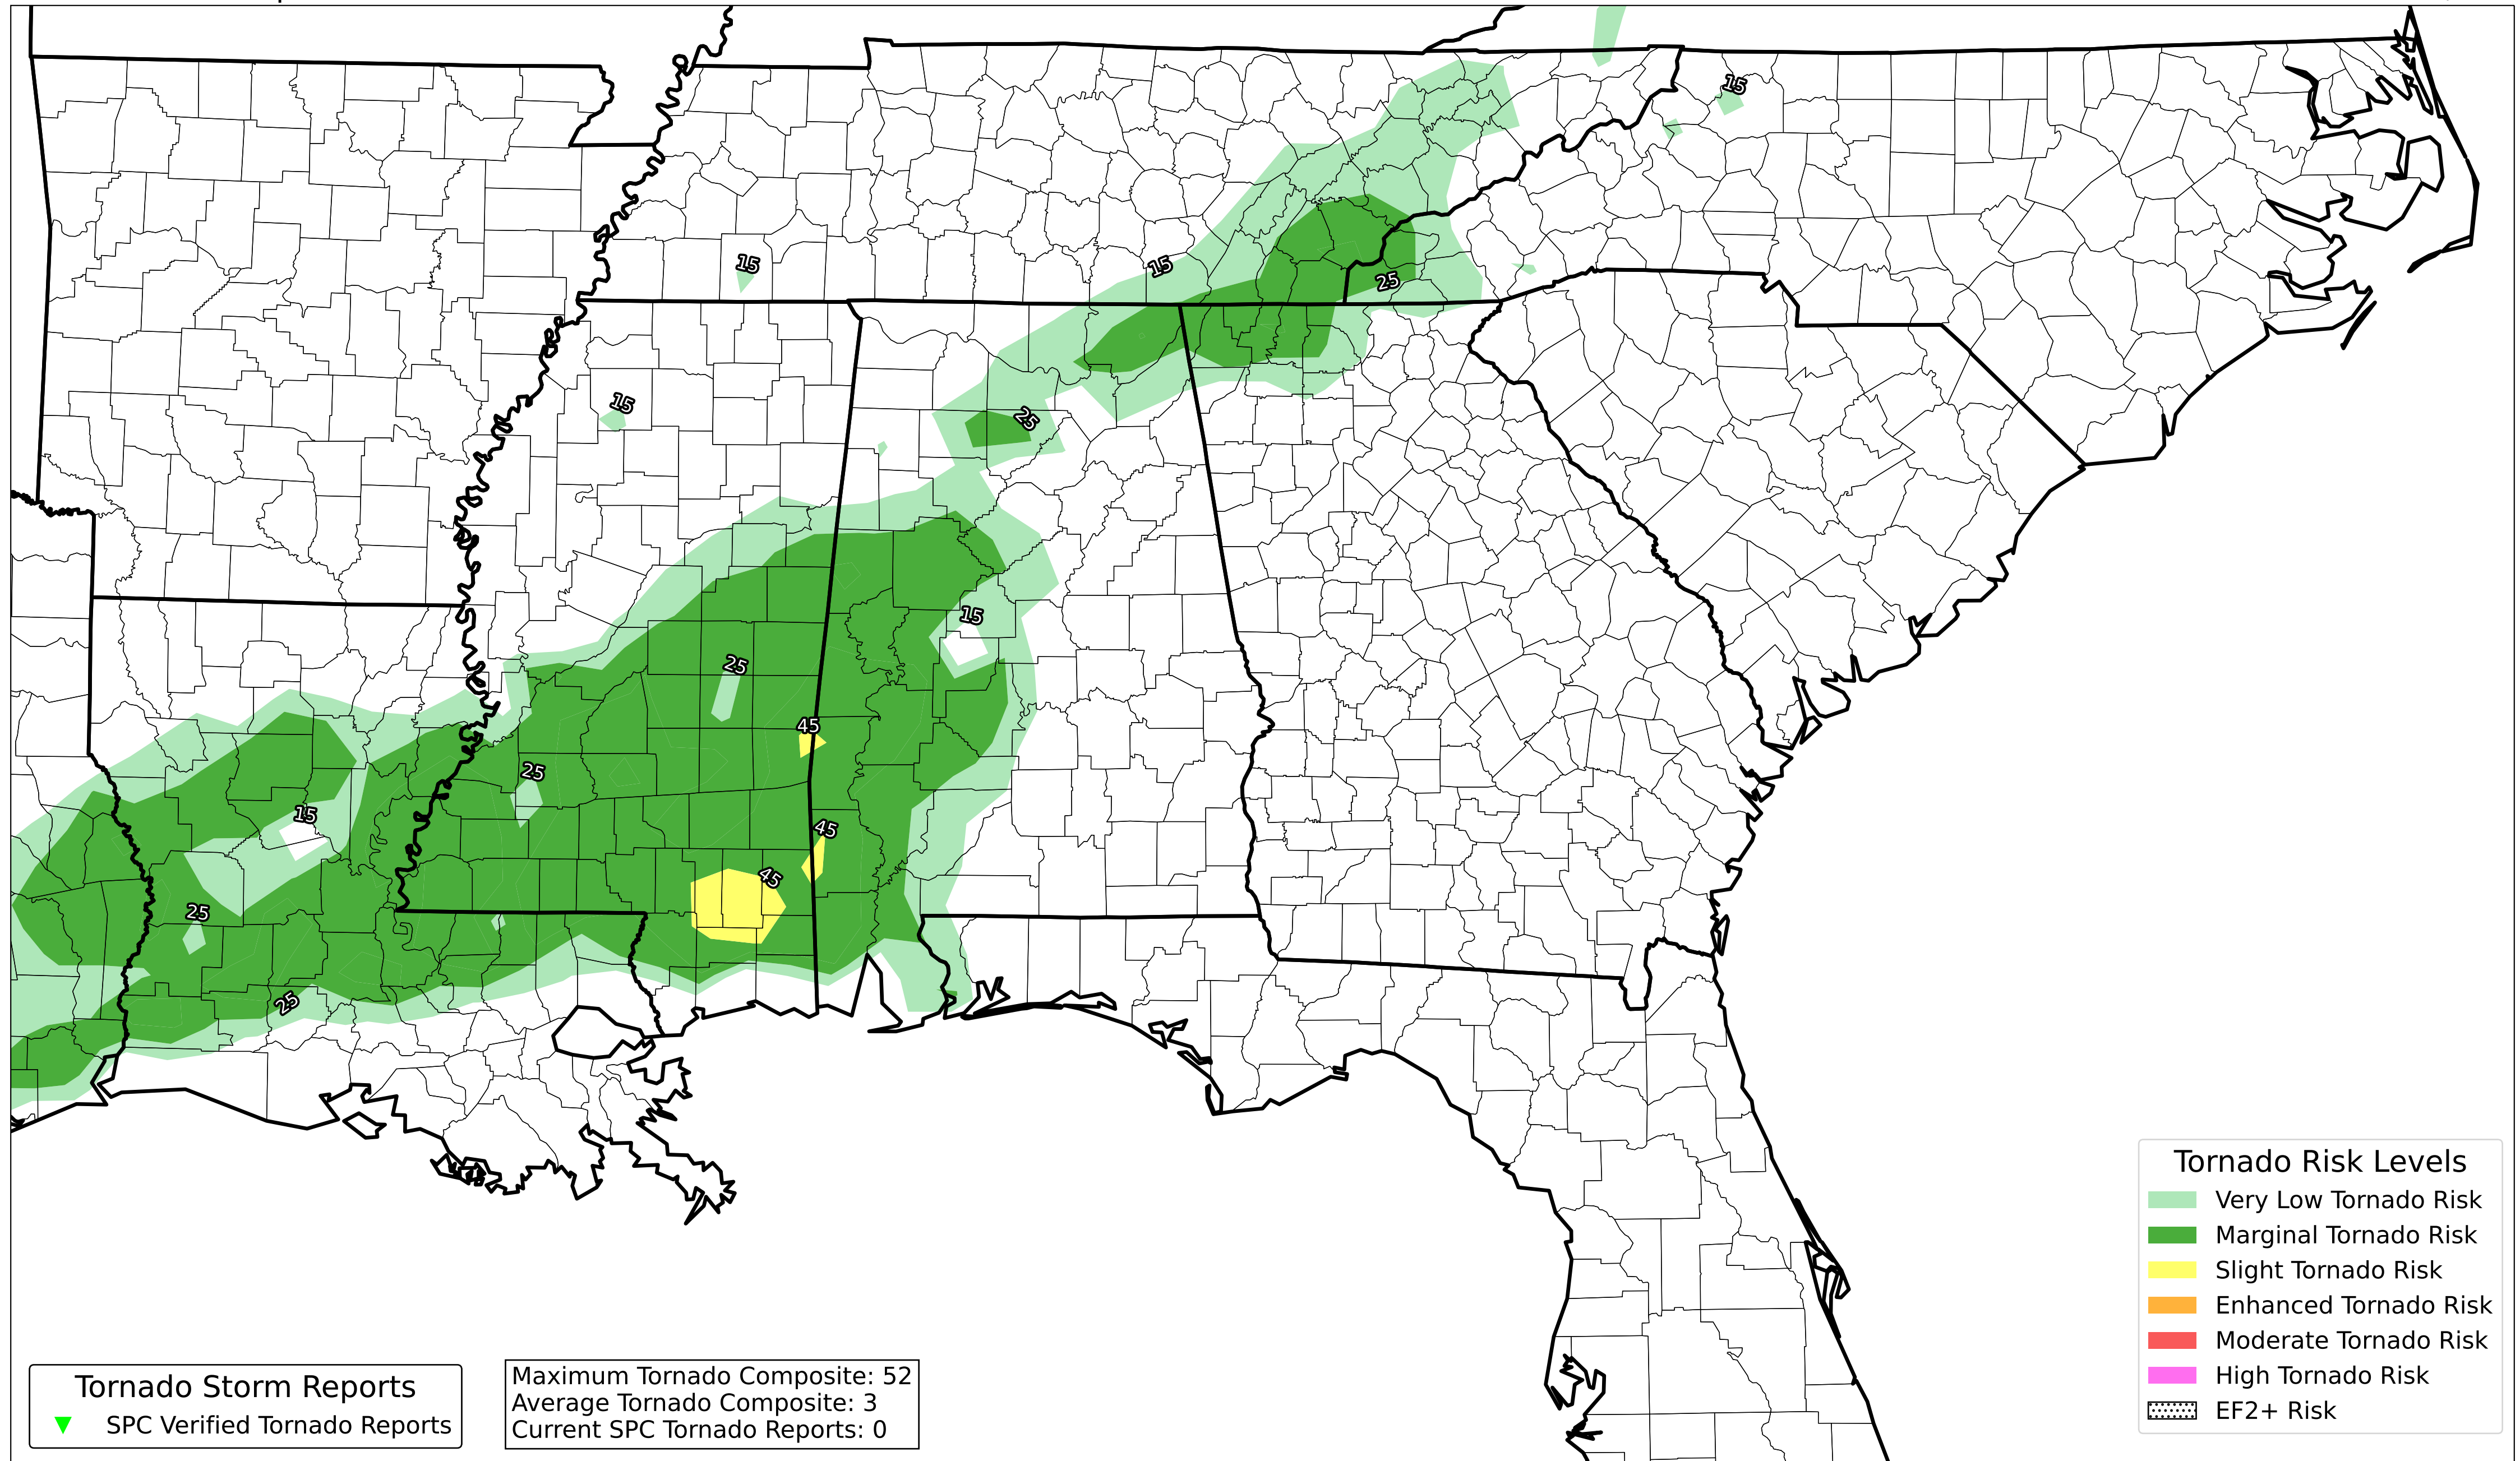 15
15
15
25
15
25
15
25
45
25
15
45
45
25
25
Tornado Risk Levels
Very Low Tornado Risk
Marginal Tornado Risk
Slight Tornado Risk
Enhanced Tornado Risk
Moderate Tornado Risk
High Tornado Risk
EF2+ Risk
Tornado Storm Reports
SPC Verified Tornado Reports
Maximum Tornado Composite: 52
Average Tornado Composite: 3
Current SPC Tornado Reports: 0